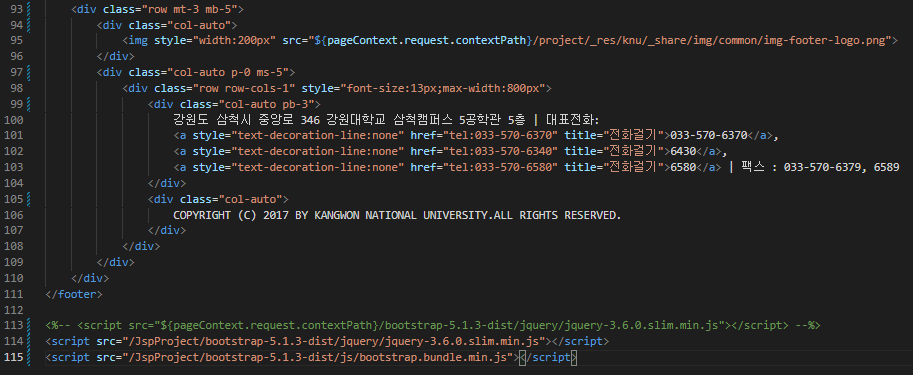 93 <div class="row mt-3 mb-5">
94 <div class="col-auto">
95 <img style="width:200px" src="${pageContext.request.contextPath}/project/_res/knu/_share/img/common/img-footer-logo.png">
96 </div>
97 <div class="col-auto p-0 ms-5">
98 <div class="row row-cols-1" style="font-size:13px;max-width:800px">
99 <div class="col-auto pb-3">
100 강원도 삼척시 중앙로 346 강원대학교 삼척캠퍼스 5공학관 5층 | 대표전화:
101 <a style="text-decoration-line:none" href="tel:033-570-6370" title="전화걸기">033-570-6370</a>,
102 <a style="text-decoration-line:none" href="tel:033-570-6340" title="전화걸기">6430</a>,
103 <a style="text-decoration-line:none" href="tel:033-570-6580" title="전화걸기">6580</a> | 팩스 : 033-570-6379, 6589
104 </div>
105 <div class="col-auto">
106 COPYRIGHT (C) 2017 BY KANGWON NATIONAL UNIVERSITY.ALL RIGHTS RESERVED.
107 </div>
108 </div>
109 </div>
110 </div>
111 </footer>
112
113 <%-- <script src="${pageContext.request.contextPath}/bootstrap-5.1.3-dist/jquery/jquery-3.6.0.slim.min.js"></script> --%>
114 <script src="/JspProject/bootstrap-5.1.3-dist/jquery/jquery-3.6.0.slim.min.js"></script>
115 <script src="/JspProject/bootstrap-5.1.3-dist/js/bootstrap.bundle.min.js"></script>